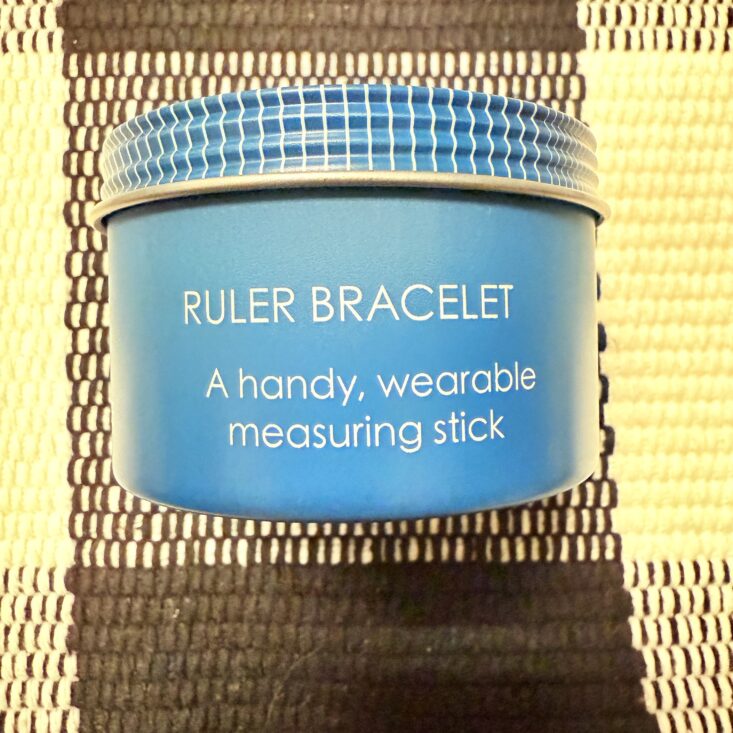 RULER BRACELET
A handy, wearable
measuring stick